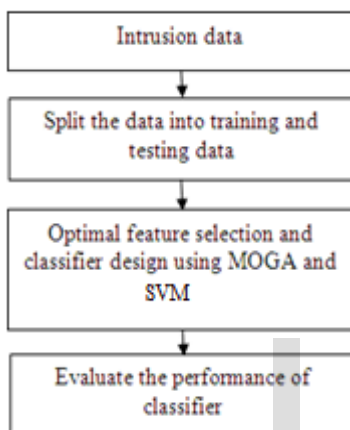 Intrusion data
Split the data into training and
testing data
Optimal feature selection and
classifier design using MOGA and
SVM
Evaluate the performance of
classifier